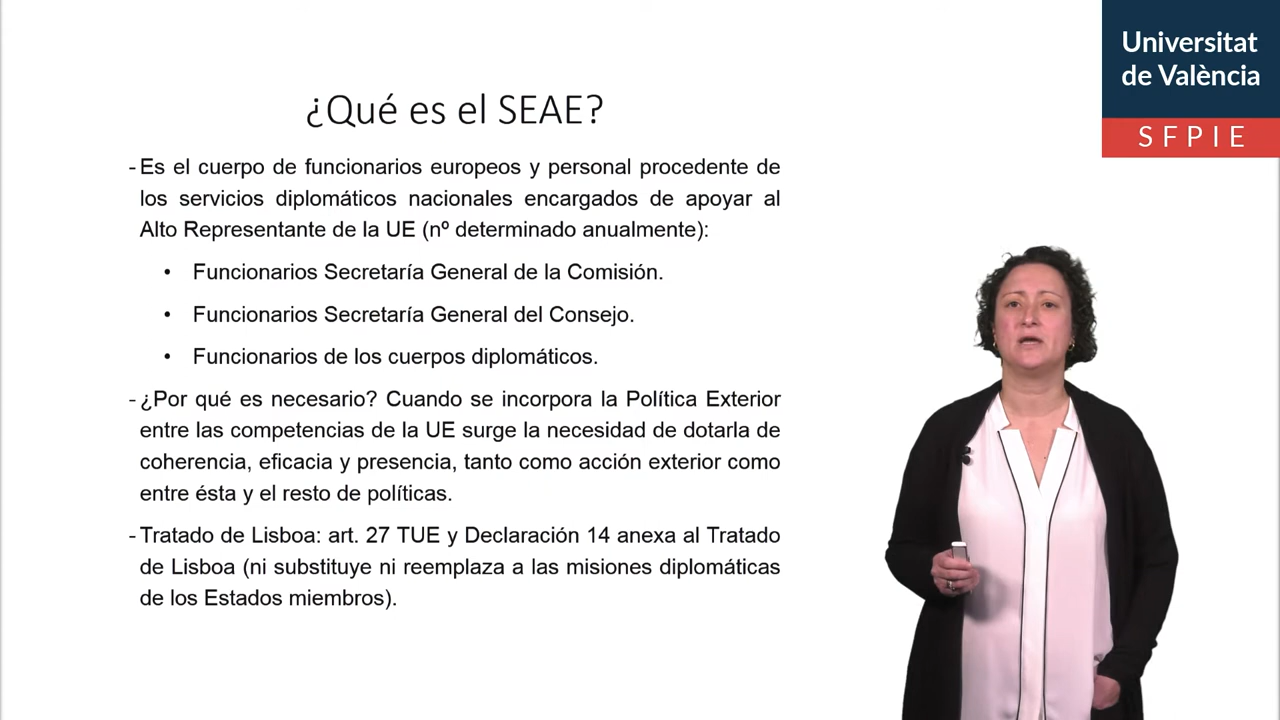 Universitat
de València
SFPIE
¿Qué es el SEAE?
- Es el cuerpo de funcionarios europeos y personal procedente de
los servicios diplomáticos nacionales encargados de apoyar al
Alto Representante de la UE (nº determinado anualmente):
• Funcionarios Secretaría General de la Comisión.
• Funcionarios Secretaría General del Consejo.
• Funcionarios de los cuerpos diplomáticos.
- ¿Por qué es necesario? Cuando se incorpora la Política Exterior
entre las competencias de la UE surge la necesidad de dotarla de
coherencia, eficacia y presencia, tanto como acción exterior como
entre ésta y el resto de políticas.
- Tratado de Lisboa: art. 27 TUE y Declaración 14 anexa al Tratado
de Lisboa (ni substituye ni reemplaza a las misiones diplomáticas
de los Estados miembros).